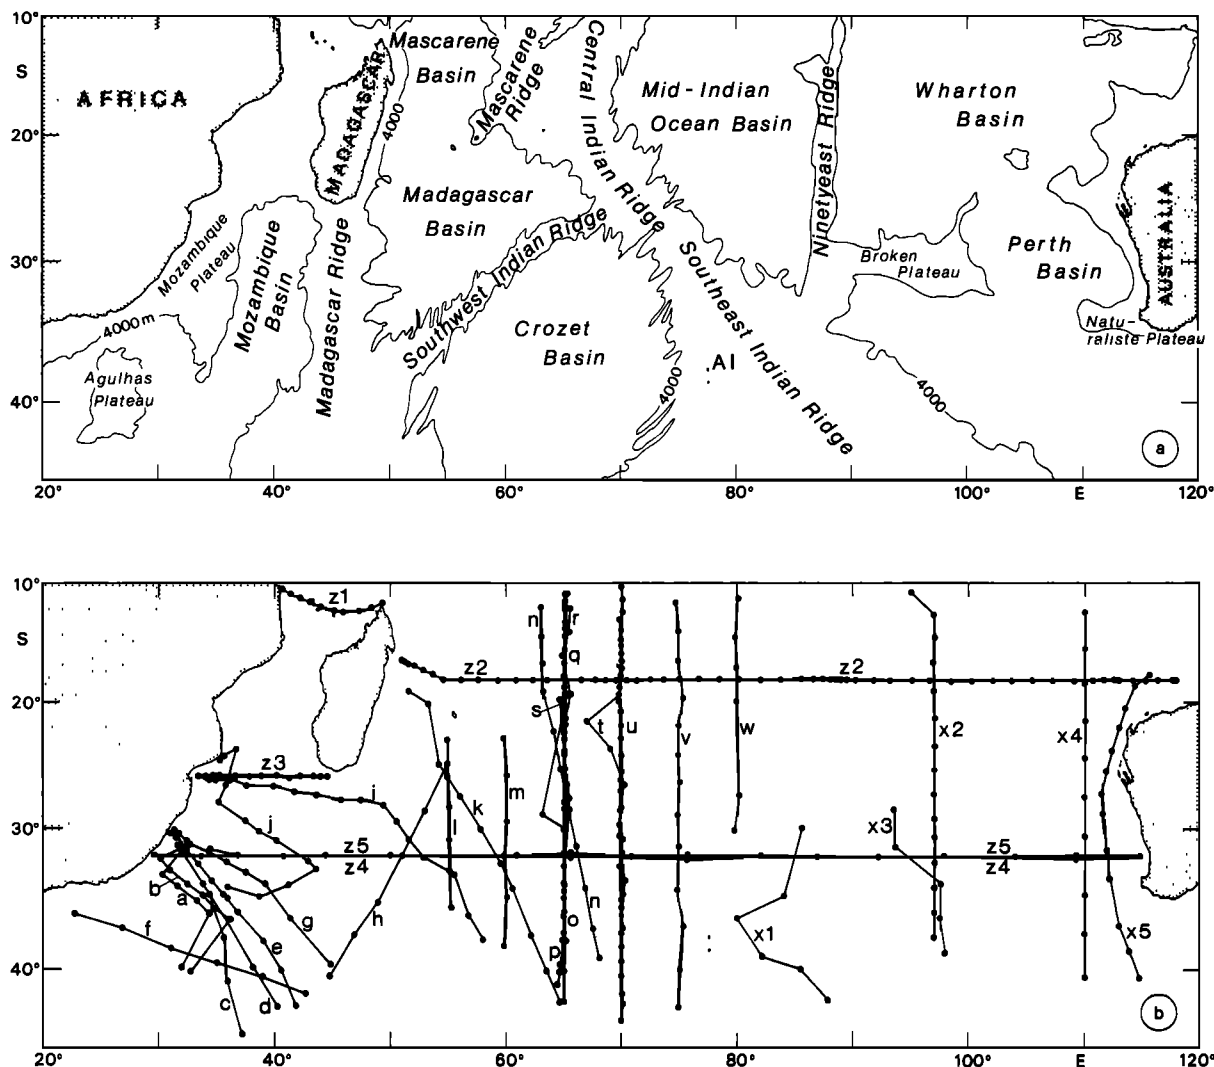 10°
S
20°
30°
40°
AFRICA
MADAGASCAR
Mascarene
Basin
Mascarene
Ridge
Central Indian Ridge
Mid-Indian
Ocean Basin
Ninetyeast Ridge
Wharton
Basin
4000
Madagascar
Basin
Mozambique
Plateau
Mozambique
Basin
Madagascar Ridge
Southwest Indian Ridge
Southeast Indian Ridge
Broken
Plateau
Perth
Basin
AUSTRALIA
4000m
Crozet
Basin
Natu-
raliste Plateau
Agulhas
Plateau
AI
4000
4000
a
20°
40°
60°
80°
100°
E
120°
10°
S
20°
30°
40°
z1
n
r
q
z2
z2
s
t
u
v
w
x2
x4
z3
i
k
m
j
l
x3
z5
z4
z5
z4
b
a
g
h
n
o
f
e
p
x1
x5
c
d
b
20°
40°
60°
80°
100°
E
120°